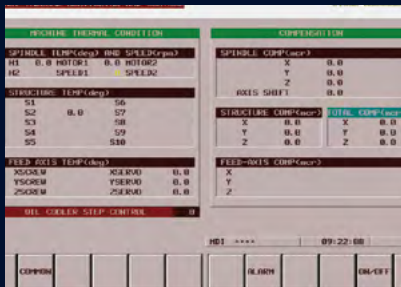 MACHINE THERMAL CONDITION
SPINDLE TEMP(deg) AND SPEED(rpm)
H1 0.0 MOTOR1 0.0 MOTOR2
H2 SPEED1 SPEED2
STRUCTURE TEMP(deg)
S1 S6
S2 0.0 S7
S3 S8
S4 S9
S5 S10
FEED AXIS TEMP(deg)
XSCREW XSERVO 0.0
YSCREW YSERVO 0.0
ZSCREW ZSERVO 0.0
OIL COOLER STEP CONTROL 0
COMPENSATION
SPINDLE COMP(mcr)
X 0.0
Y 0.0
Z 0.0
AXIS SHIFT 0.0
STRUCTURE COMP(mcr) TOTAL COMP(mcr)
X 0.0 X 0.0
Y 0.0 Y 0.0
Z 0.0 Z 0.0
FEED-AXIS COMP(mcr)
X
Y
Z
MDI **** 09:22:08
COMMON ALARM ON/OFF